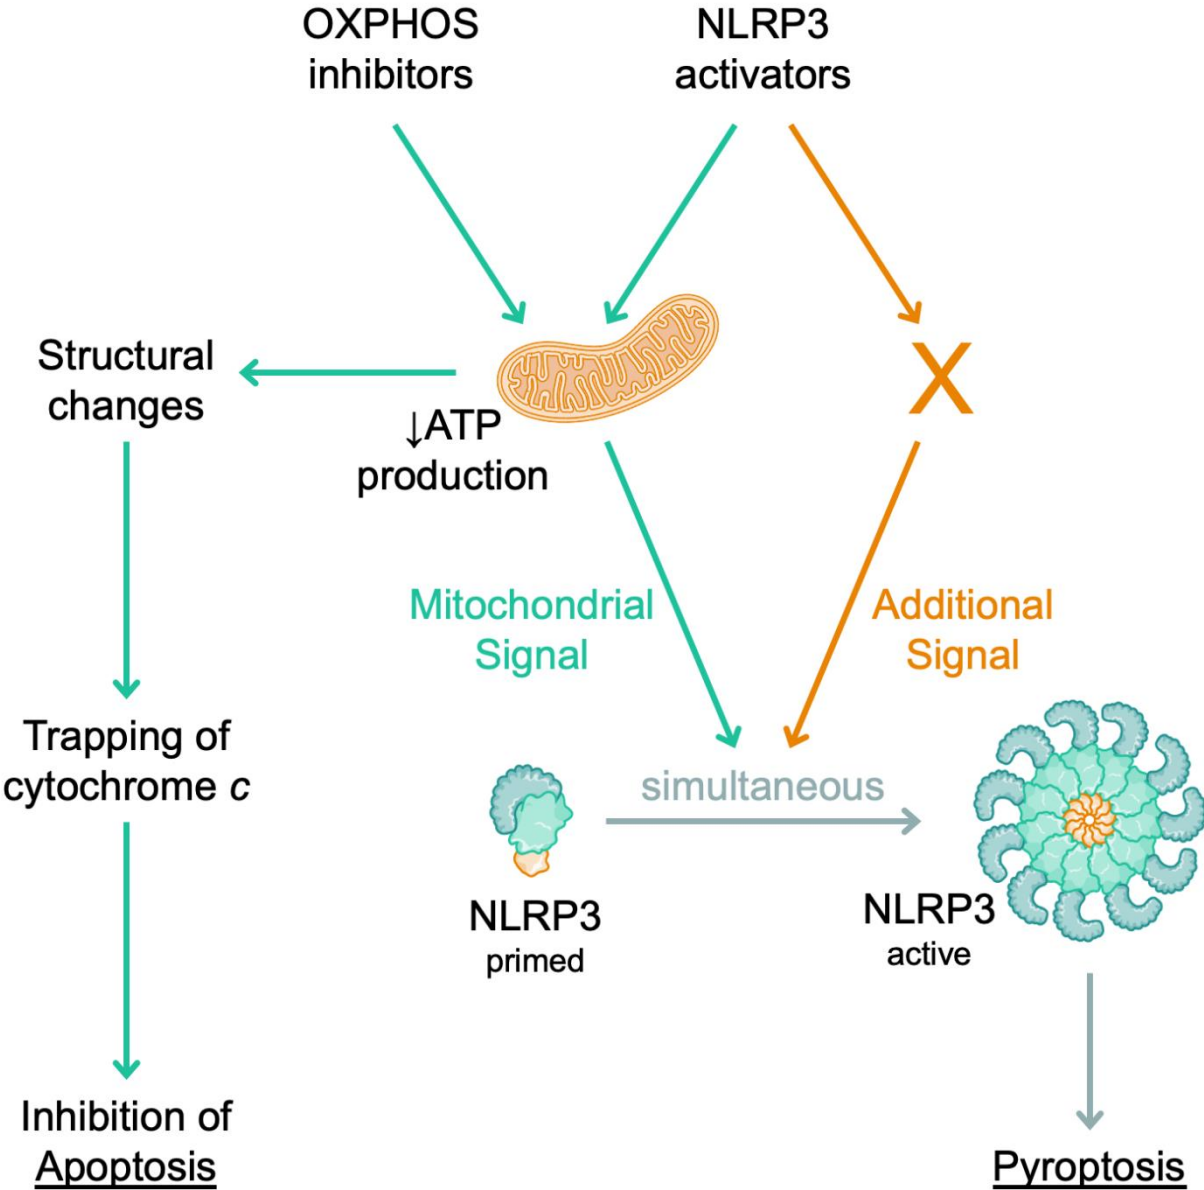 OXPHOS
inhibitors
NLRP3
activators
Structural
changes
↓ATP
production
X
Mitochondrial
Signal
Additional
Signal
Trapping of
cytochrome c
simultaneous
NLRP3
primed
NLRP3
active
Inhibition of
Apoptosis
Pyroptosis